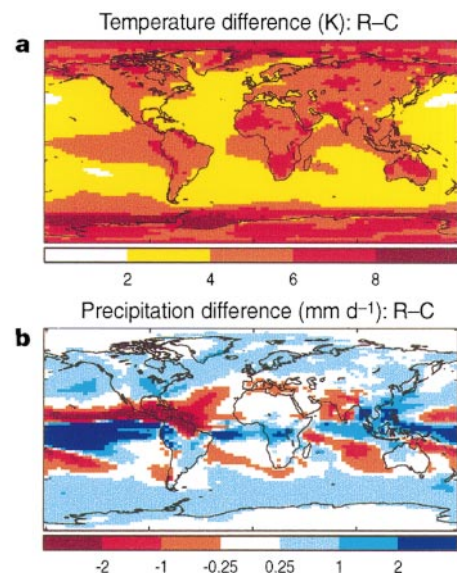 Temperature difference (K): R–C
a
2 4 6 8
Precipitation difference (mm d⁻¹): R–C
b
-2 -1 -0.25 0.25 1 2